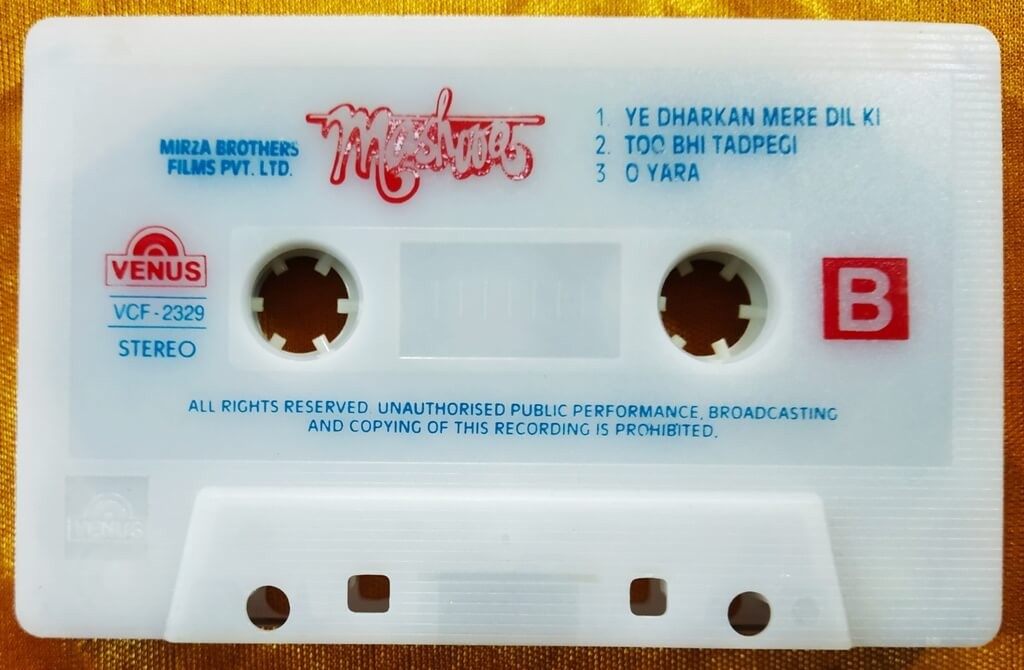 MIRZA BROTHERS
FILMS PVT. LTD.
Mashooq
1. YE DHARKAN MERE DIL KI
2. TOO BHI TADPEGI
3 O YARA
VENUS
VCF - 2329
STEREO
B
ALL RIGHTS RESERVED. UNAUTHORISED PUBLIC PERFORMANCE, BROADCASTING
AND COPYING OF THIS RECORDING IS PROHIBITED.
VENUS